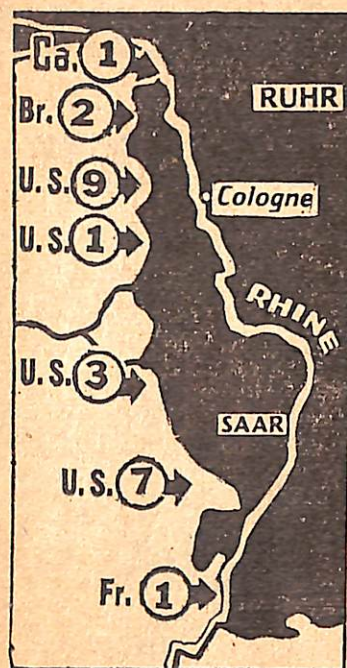 Ca. 1
RUHR
Br. 2
U.S. 9
Cologne
U.S. 1
RHINE
U.S. 3
SAAR
U.S. 7
Fr. 1